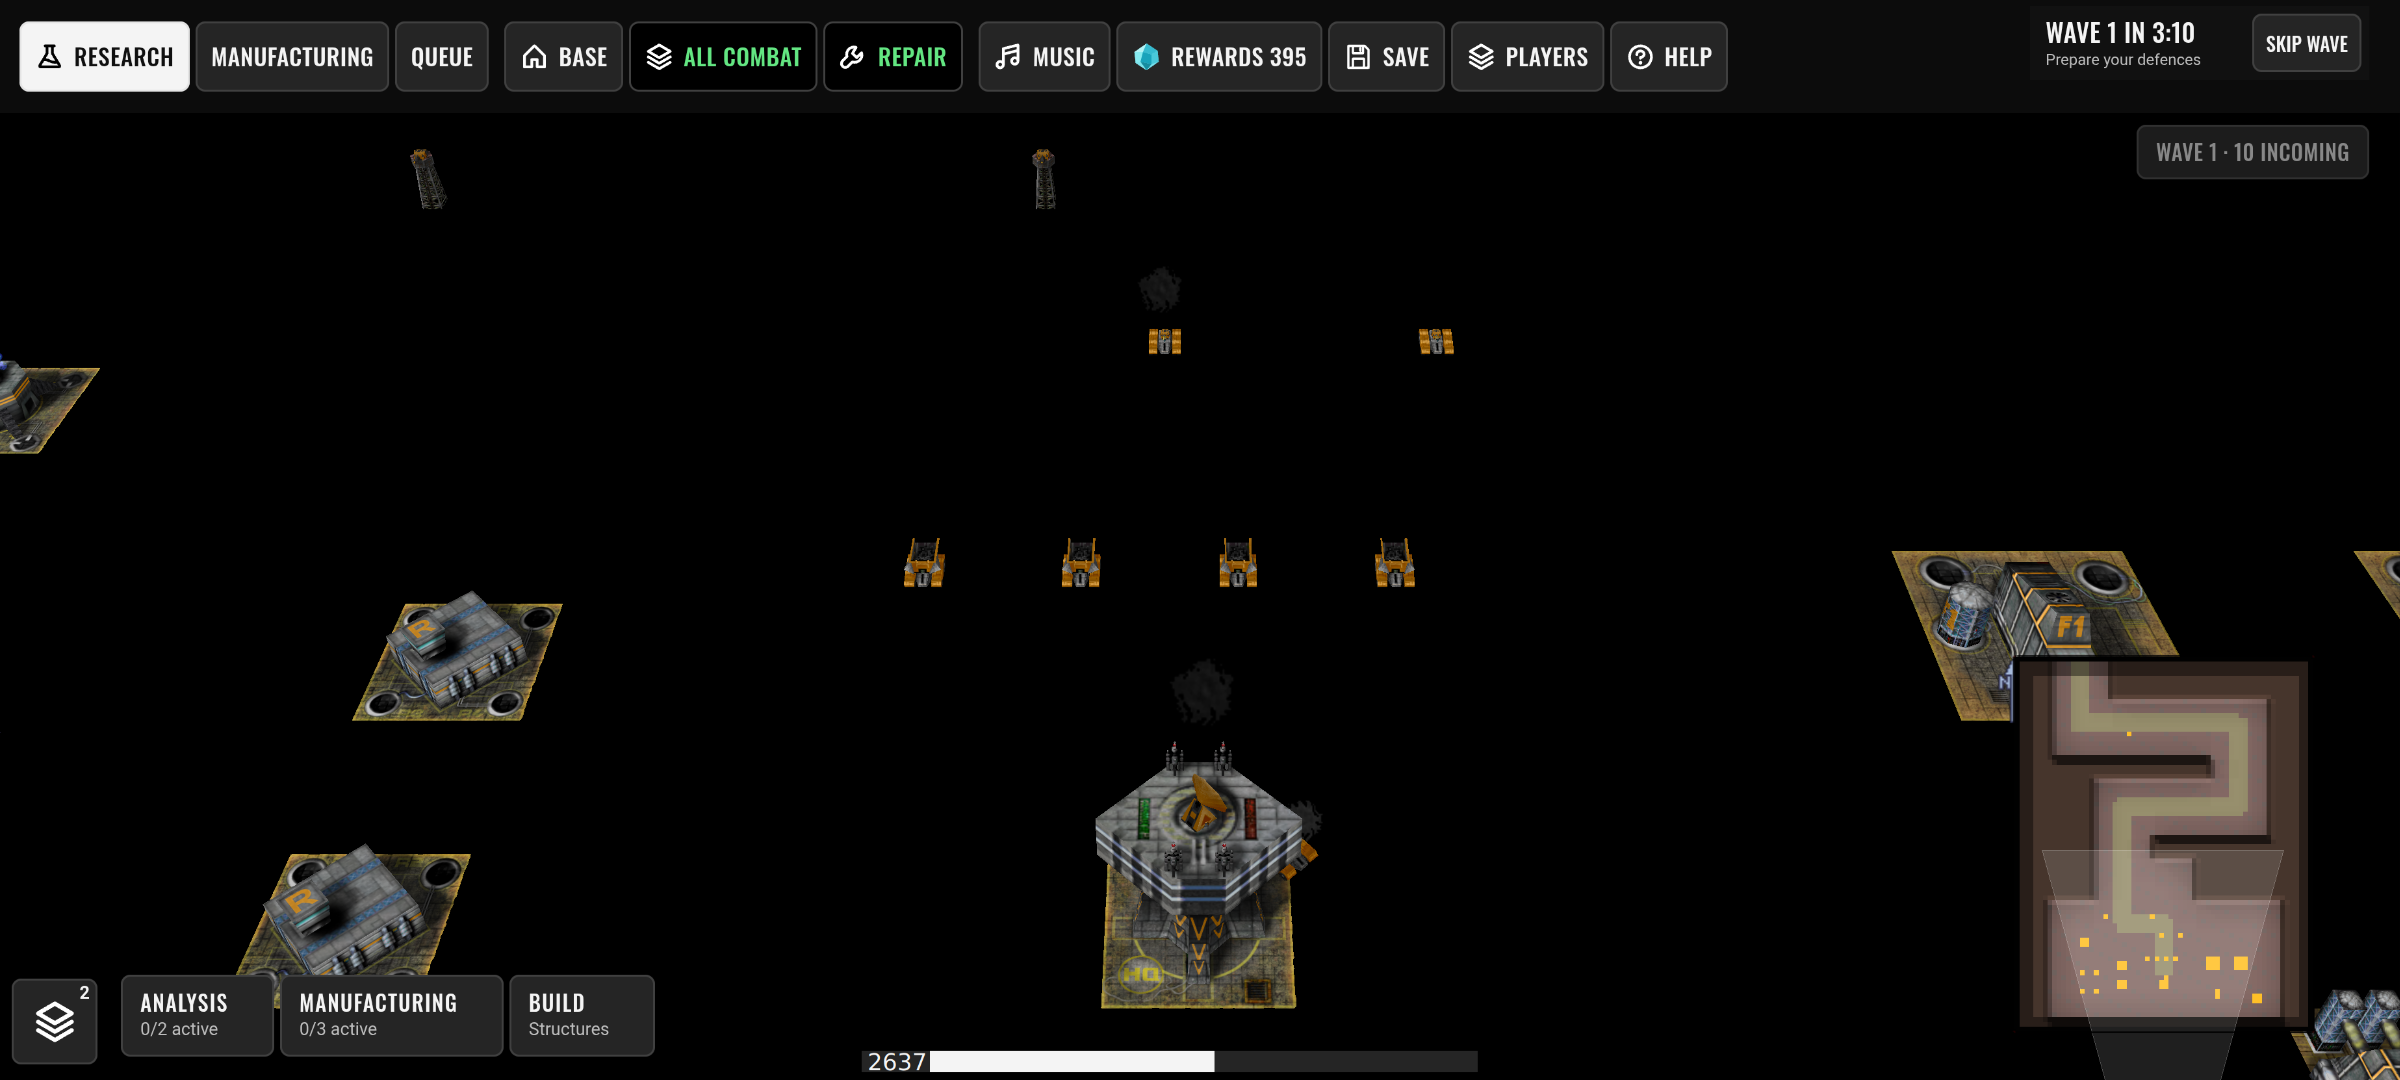 RESEARCH
MANUFACTURING
QUEUE
BASE
ALL COMBAT
REPAIR
MUSIC
REWARDS 395
SAVE
PLAYERS
HELP
WAVE 1 IN 3:10
Prepare your defences
SKIP WAVE
WAVE 1 · 10 INCOMING
R
F1
N
R
HQ
2
ANALYSIS
0/2 active
MANUFACTURING
0/3 active
BUILD
Structures
2637